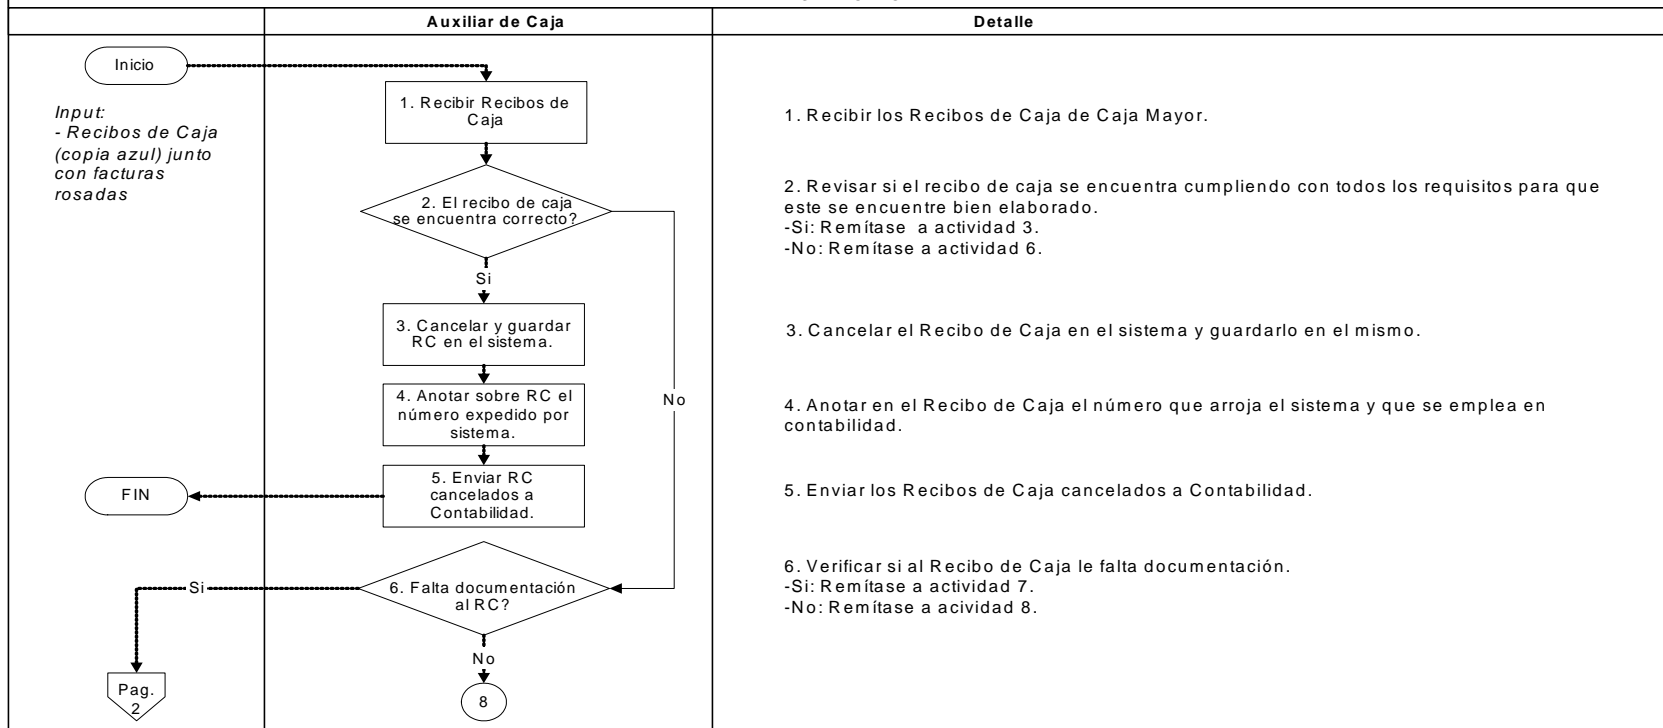 Auxiliar de Caja
Detalle
Inicio
Input:
- Recibos de Caja
(copia azul) junto
con facturas
rosadas
1. Recibir Recibos de
Caja
2. El recibo de caja
se encuentra correcto?
Si
No
3. Cancelar y guardar
RC en el sistema.
4. Anotar sobre RC el
número expedido por
sistema.
5. Enviar RC
cancelados a
Contabilidad.
FIN
6. Falta documentación
al RC?
Si
No
Pag.
2
8
1. Recibir los Recibos de Caja de Caja Mayor.
2. Revisar si el recibo de caja se encuentra cumpliendo con todos los requisitos para que
este se encuentre bien elaborado.
-Si: Remítase a actividad 3.
-No: Remítase a actividad 6.
3. Cancelar el Recibo de Caja en el sistema y guardarlo en el mismo.
4. Anotar en el Recibo de Caja el número que arroja el sistema y que se emplea en
contabilidad.
5. Enviar los Recibos de Caja cancelados a Contabilidad.
6. Verificar si al Recibo de Caja le falta documentación.
-Si: Remítase a actividad 7.
-No: Remítase a acividad 8.